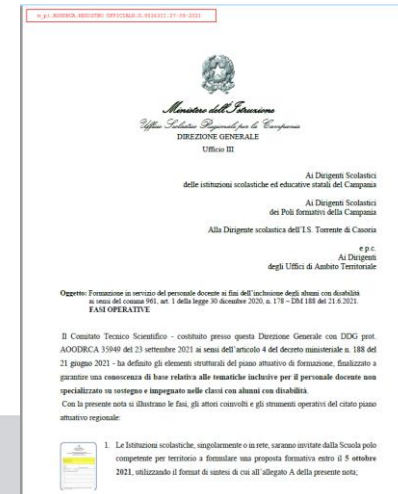 Ministero dell'Istruzione
Ufficio Scolastico Regionale per la Campania
DIREZIONE GENERALE
Ufficio III
Ai Dirigenti Scolastici
delle istituzioni scolastiche ed educative statali del Campania
Ai Dirigenti Scolastici
dei Poli formativi della Campania
Alla Dirigente scolastica dell'I.S. Torrente di Casoria
e p.c.
Ai Dirigenti
degli Uffici di Ambito Territoriale
Oggetto: Formazione in servizio del personale docente ai fini dell'inclusione degli alunni con disabilità
ai sensi del comma 961, art. 1 della legge 30 dicembre 2020, n. 178 – DM 188 del 21.6.2021.
FASI OPERATIVE
Il Comitato Tecnico Scientifico - costituito presso questa Direzione Generale con DDG prot.
AOODRCA 35949 del 23 settembre 2021 ai sensi dell'articolo 4 del decreto ministeriale n. 188 del
21 giugno 2021 - ha definito gli elementi strutturali del piano attuativo di formazione, finalizzato a
garantire una conoscenza di base relativa alle tematiche inclusive per il personale docente non
specializzato su sostegno e impegnato nelle classi con alunni con disabilità.
Con la presente nota si illustrano le fasi, gli attori coinvolti e gli strumenti operativi del citato piano
attuativo regionale:
1. Le Istituzioni scolastiche, singolarmente o in rete, saranno invitate dalla Scuola polo
competente per territorio a formulare una proposta formativa entro il 5 ottobre
2021, utilizzando il format di sintesi di cui all'allegato A della presente nota;